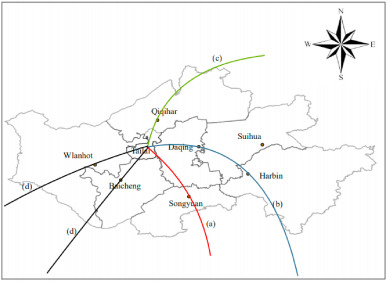 N
W E
S
(c)
Qiqihar
Tailai
Daqing
Suihua
Wlanhot
Baicheng
Harbin
(d)
Songyuan
(b)
(a)
(d)